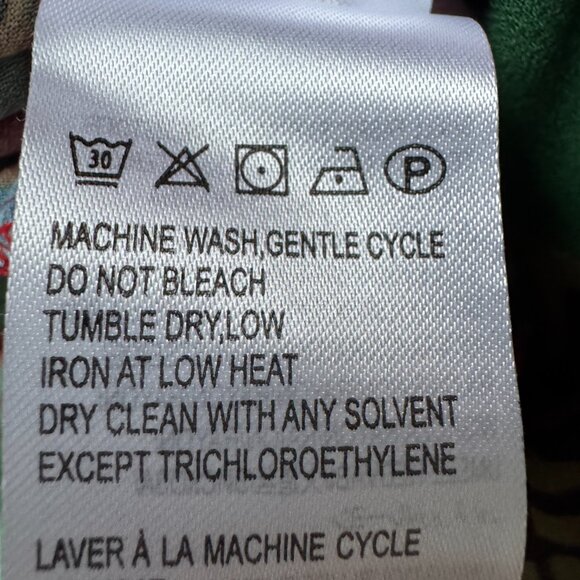 30 P
MACHINE WASH,GENTLE CYCLE
DO NOT BLEACH
TUMBLE DRY,LOW
IRON AT LOW HEAT
DRY CLEAN WITH ANY SOLVENT
EXCEPT TRICHLOROETHYLENE
LAVER À LA MACHINE CYCLE